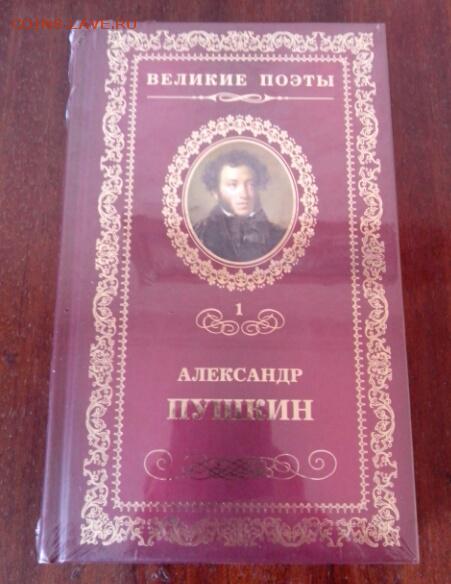 COINS.LAVE.RU
ВЕЛИКИЕ ПОЭТЫ
1
АЛЕКСАНДР
ПУШКИН